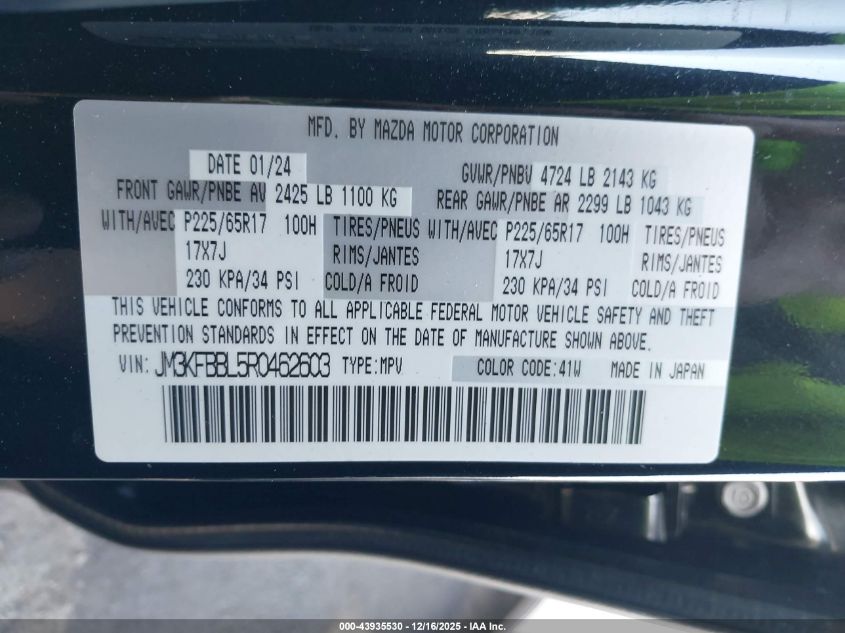 MFD. BY MAZDA MOTOR CORPORATION
DATE 01/24 GVWR/PNBV 4724 LB 2143 KG
FRONT GAWR/PNBE AV 2425 LB 1100 KG REAR GAWR/PNBE AR 2299 LB 1043 KG
WITH/AVEC P225/65R17 100H TIRES/PNEUS WITH/AVEC P225/65R17 100H TIRES/PNEUS
17X7J RIMS/JANTES 17X7J RIMS/JANTES
230 KPA/34 PSI COLD/A FROID 230 KPA/34 PSI COLD/A FROID
THIS VEHICLE CONFORMS TO ALL APPLICABLE FEDERAL MOTOR VEHICLE SAFETY AND THEFT
PREVENTION STANDARDS IN EFFECT ON THE DATE OF MANUFACTURE SHOWN ABOVE.
VIN: JM3KFBBL5R0462603 TYPE:MPV COLOR CODE:41W MADE IN JAPAN
000-43935530 - 12/16/2025 - IAA Inc.